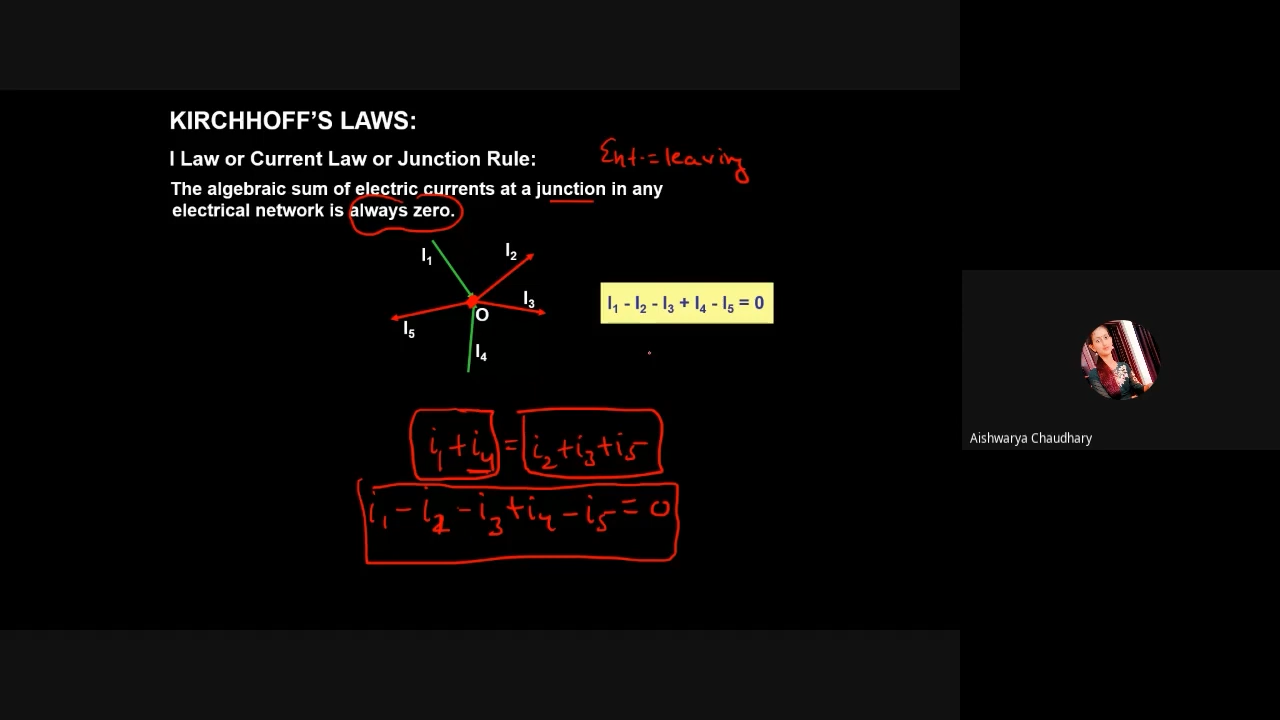 KIRCHHOFF'S LAWS:
I Law or Current Law or Junction Rule:
Ent. = leaving
The algebraic sum of electric currents at a junction in any
electrical network is always zero.
I1
I2
I3
O
I5
I4
I1 - I2 - I3 + I4 - I5 = 0
i1 + i4 = i2 + i3 + i5
i1 - i2 - i3 + i4 - i5 = 0
Aishwarya Chaudhary